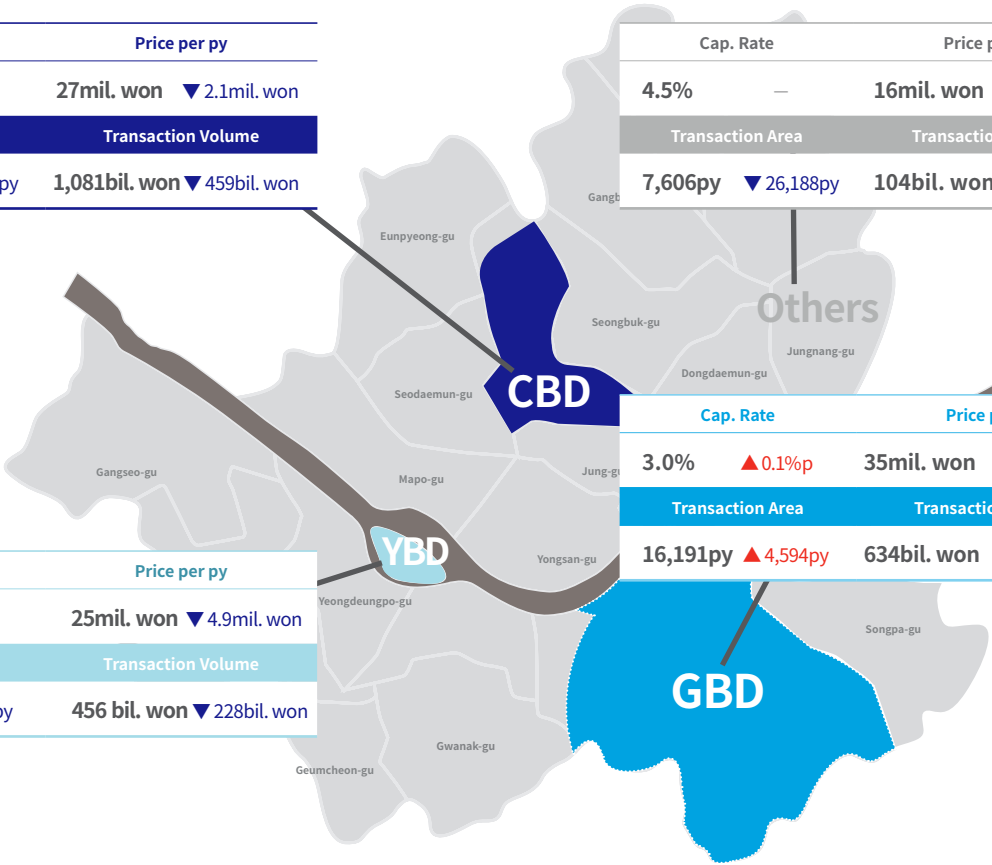 Price per py
27mil. won ▼ 2.1mil. won
Transaction Volume
py 1,081bil. won ▼ 459bil. won
Cap. Rate Price p
4.5% — 16mil. won
Transaction Area Transactio
7,606py ▼ 26,188py 104bil. won
Gangb
Eunpyeong-gu
Others
Seongbuk-gu
Jungnang-gu
Dongdaemun-gu
CBD
Seodaemun-gu
Cap. Rate Price p
3.0% ▲ 0.1%p 35mil. won
Transaction Area Transactio
16,191py ▲ 4,594py 634bil. won
Gangseo-gu
Mapo-gu
Jung-gu
YBD
Yongsan-gu
Price per py
25mil. won ▼ 4.9mil. won
Transaction Volume
py 456 bil. won ▼ 228bil. won
Yeongdeungpo-gu
Songpa-gu
GBD
Gwanak-gu
Geumcheon-gu